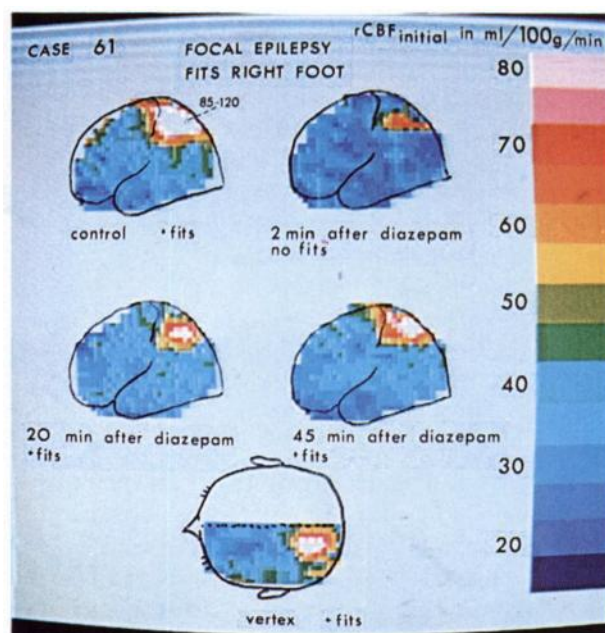 CASE 61
FOCAL EPILEPSY
FITS RIGHT FOOT
rCBF initial in ml/100g/min
85-120
control +fits
2 min after diazepam
no fits
20 min after diazepam
+fits
45 min after diazepam
+fits
vertex +fits
80
70
60
50
40
30
20